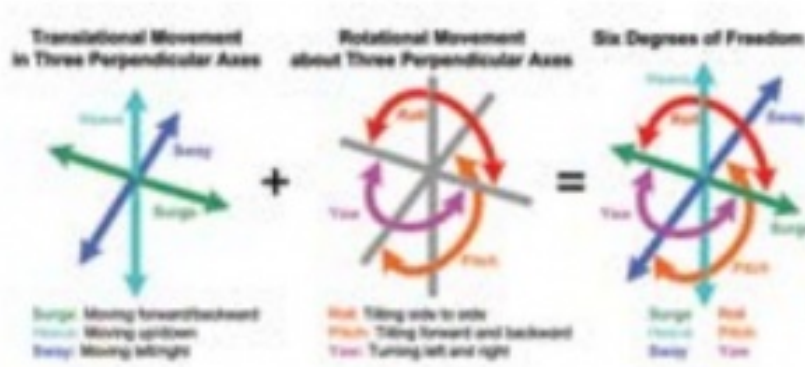 Translational Movement
in Three Perpendicular Axes
Heave
Sway
Surge
Surge: Moving forward/backward
Heave: Moving up/down
Sway: Moving left/right
+
Rotational Movement
about Three Perpendicular Axes
Roll
Yaw
Pitch
Roll: Tilting side to side
Pitch: Tilting forward and backward
Yaw: Turning left and right
=
Six Degrees of Freedom
Heave
Roll
Sway
Yaw
Surge
Pitch
Surge Roll
Heave Pitch
Sway Yaw